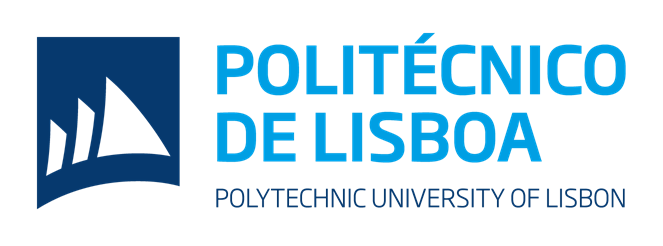 POLITÉCNICO
DE LISBOA
POLYTECHNIC UNIVERSITY OF LISBON